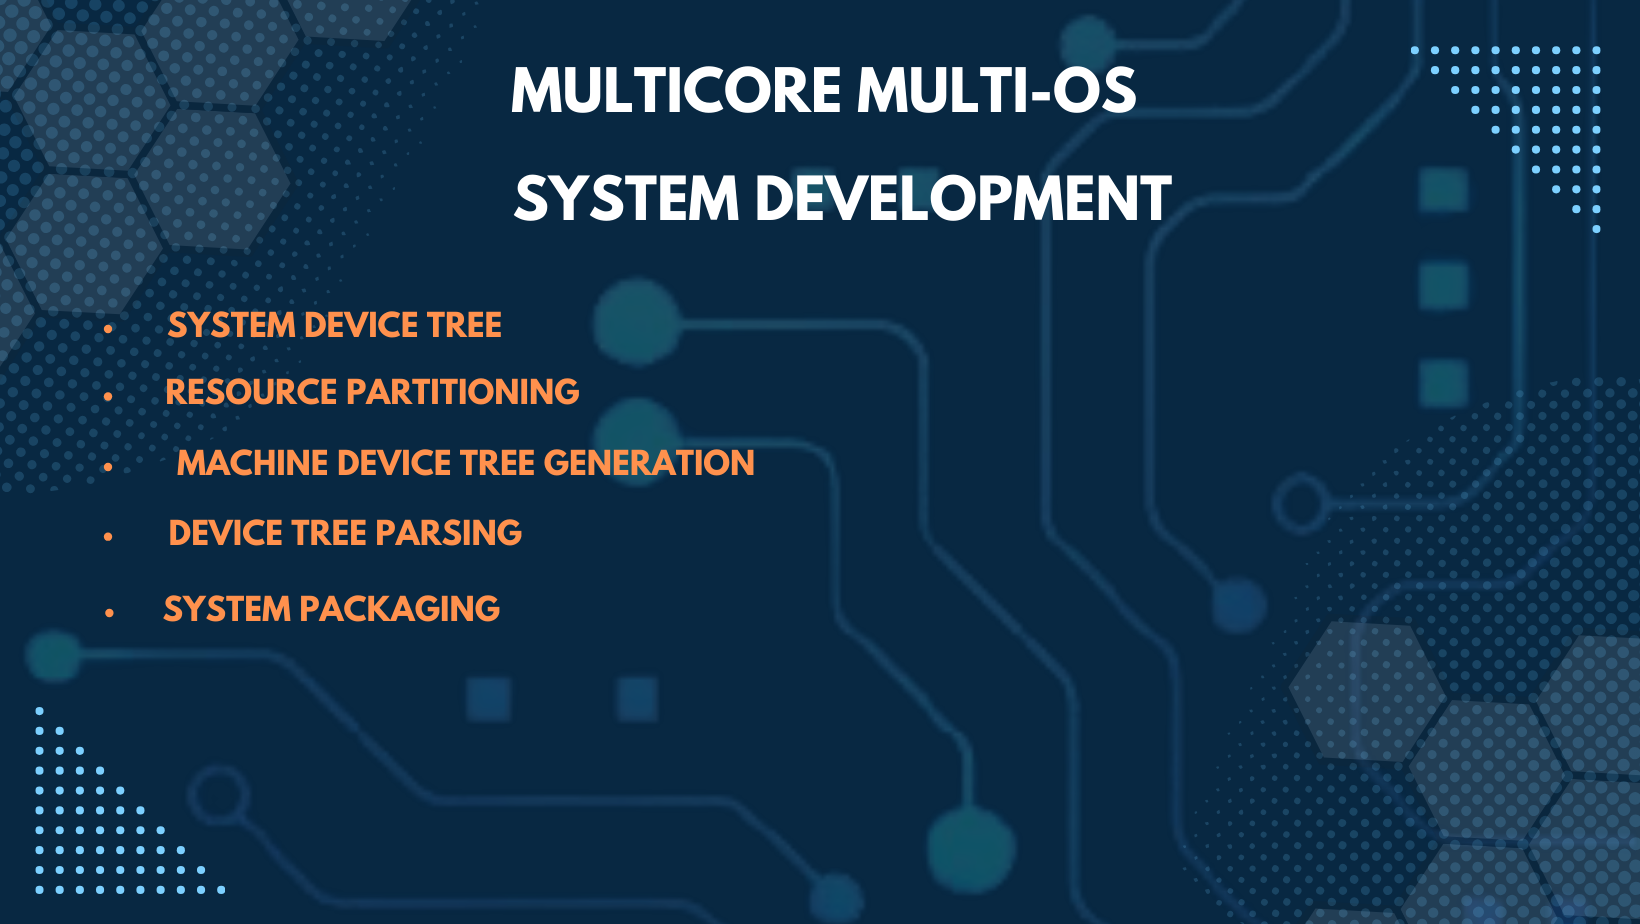 MULTICORE MULTI-OS
SYSTEM DEVELOPMENT
• SYSTEM DEVICE TREE
• RESOURCE PARTITIONING
• MACHINE DEVICE TREE GENERATION
• DEVICE TREE PARSING
• SYSTEM PACKAGING